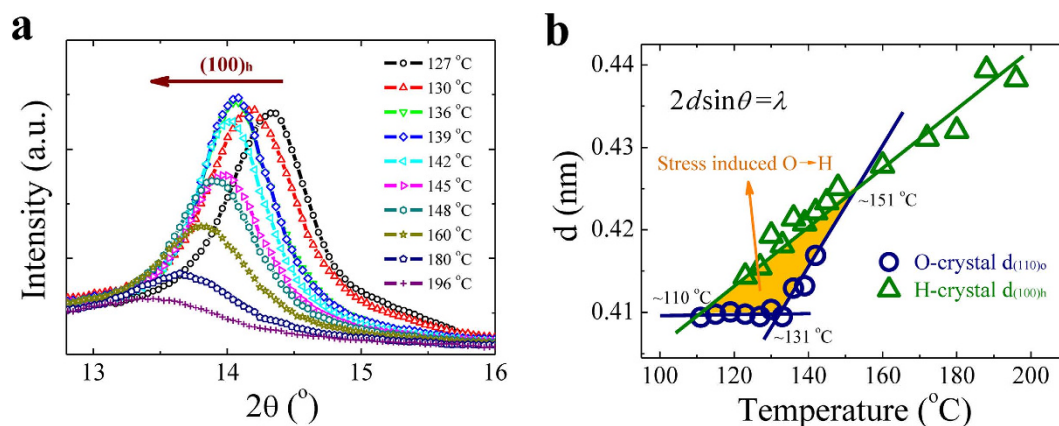 a
(100)h
127 °C
130 °C
136 °C
139 °C
142 °C
145 °C
148 °C
160 °C
180 °C
196 °C
Intensity (a.u.)
13 14 15 16
2θ (°)
b
0.44
0.43
0.42
0.41
d (nm)
2dsinθ=λ
Stress induced O→H
~151 °C
~110 °C
~131 °C
O-crystal d(110)o
H-crystal d(100)h
100 120 140 160 180 200
Temperature (°C)